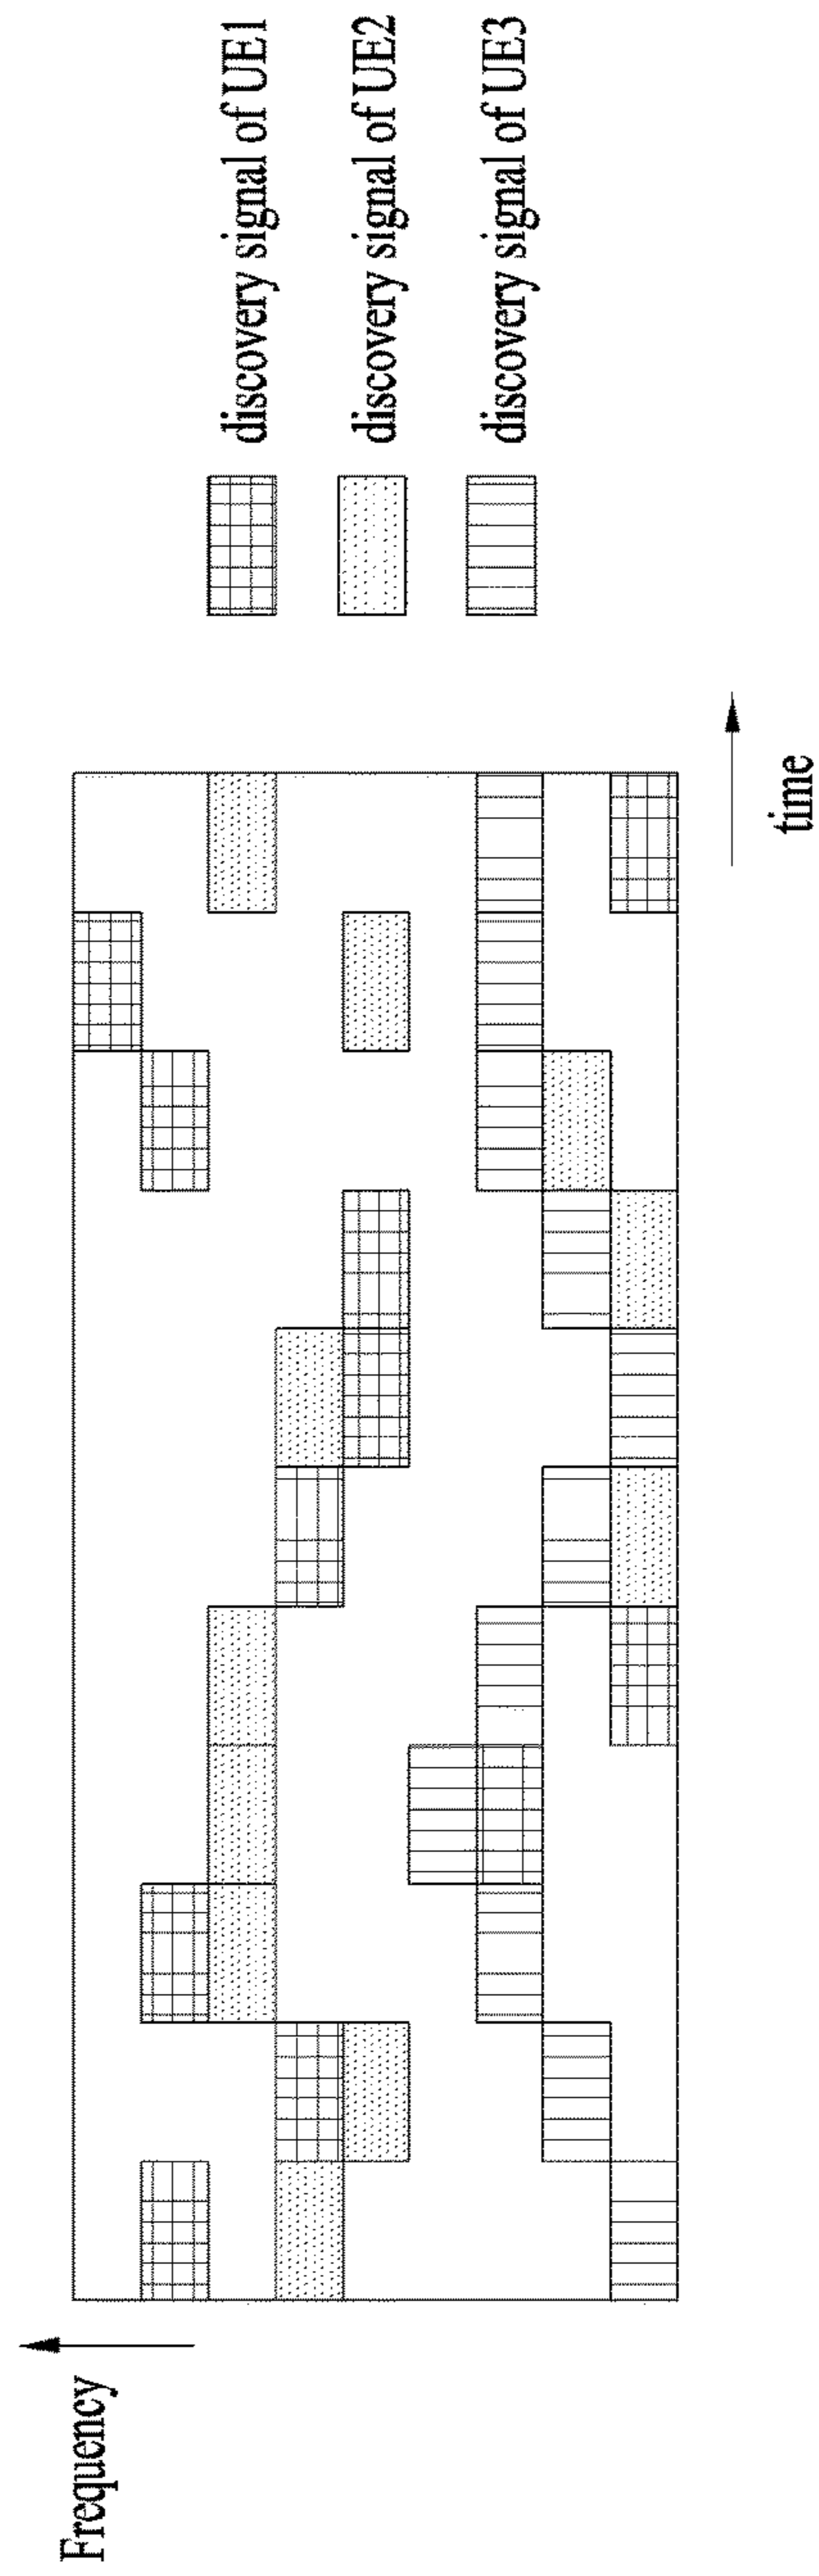 Frequency
time
discovery signal of UE1
discovery signal of UE2
discovery signal of UE3